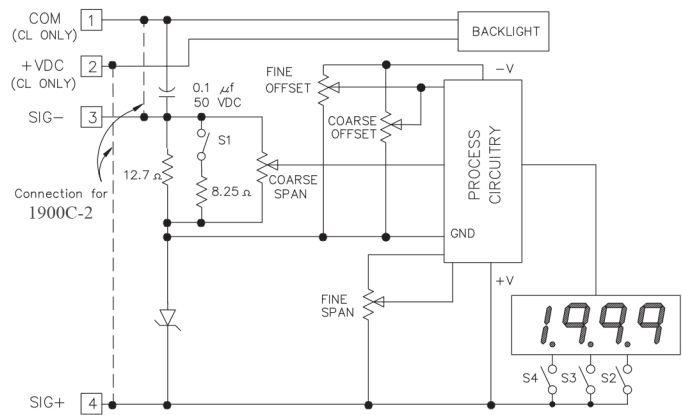 COM
(CL ONLY)
1
BACKLIGHT
+VDC
(CL ONLY)
2
SIG-
3
0.1 µf
50 VDC
FINE
OFFSET
-V
COARSE
OFFSET
S1
12.7 Ω
8.25 Ω
COARSE
SPAN
PROCESS
CIRCUITRY
Connection for
1900C-2
GND
+V
FINE
SPAN
1.9.9.9
S4
S3
S2
SIG+
4